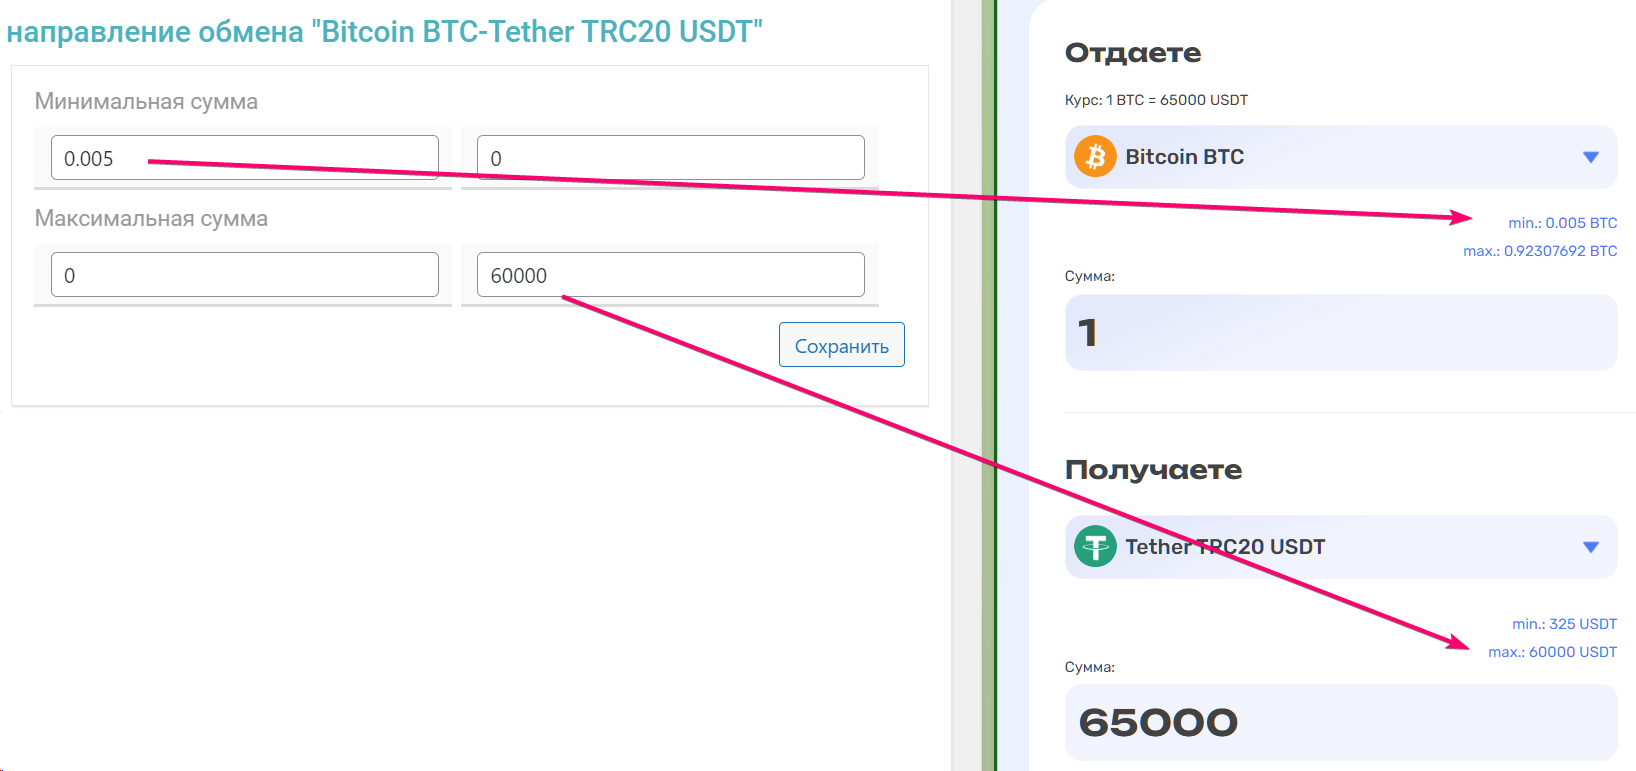 направление обмена "Bitcoin BTC-Tether TRC20 USDT"
Минимальная сумма
0.005
0
Максимальная сумма
0
60000
Сохранить
Отдаете
Курс: 1 BTC = 65000 USDT
Bitcoin BTC
min.: 0.005 BTC
max.: 0.92307692 BTC
Сумма:
1
Получаете
Tether TRC20 USDT
min.: 325 USDT
max.: 60000 USDT
Сумма:
65000